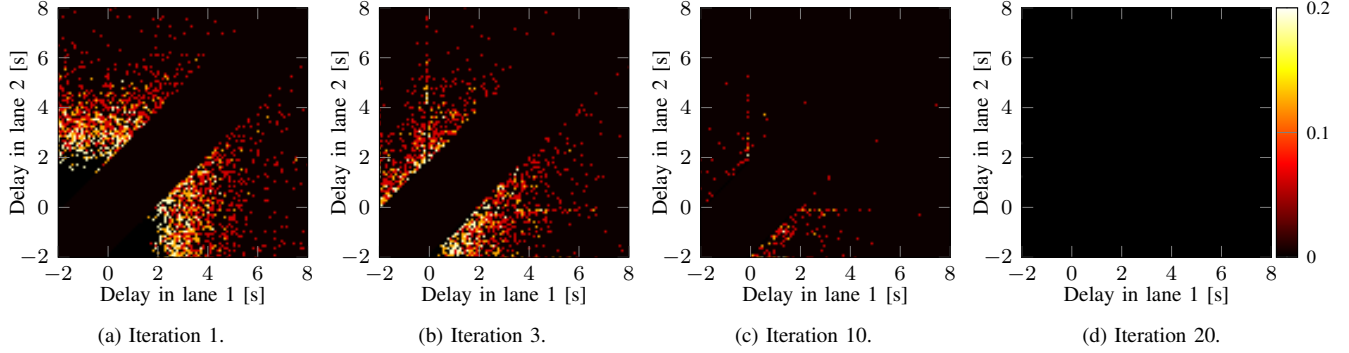 8
6
4
2
0
−2
−2 0 2 4 6 8
Delay in lane 2 [s]
Delay in lane 1 [s]
(a) Iteration 1.
8
6
4
2
0
−2
−2 0 2 4 6 8
Delay in lane 2 [s]
Delay in lane 1 [s]
(b) Iteration 3.
8
6
4
2
0
−2
−2 0 2 4 6 8
Delay in lane 2 [s]
Delay in lane 1 [s]
(c) Iteration 10.
8
6
4
2
0
−2
−2 0 2 4 6 8
Delay in lane 2 [s]
Delay in lane 1 [s]
(d) Iteration 20.
0.2
0.1
0